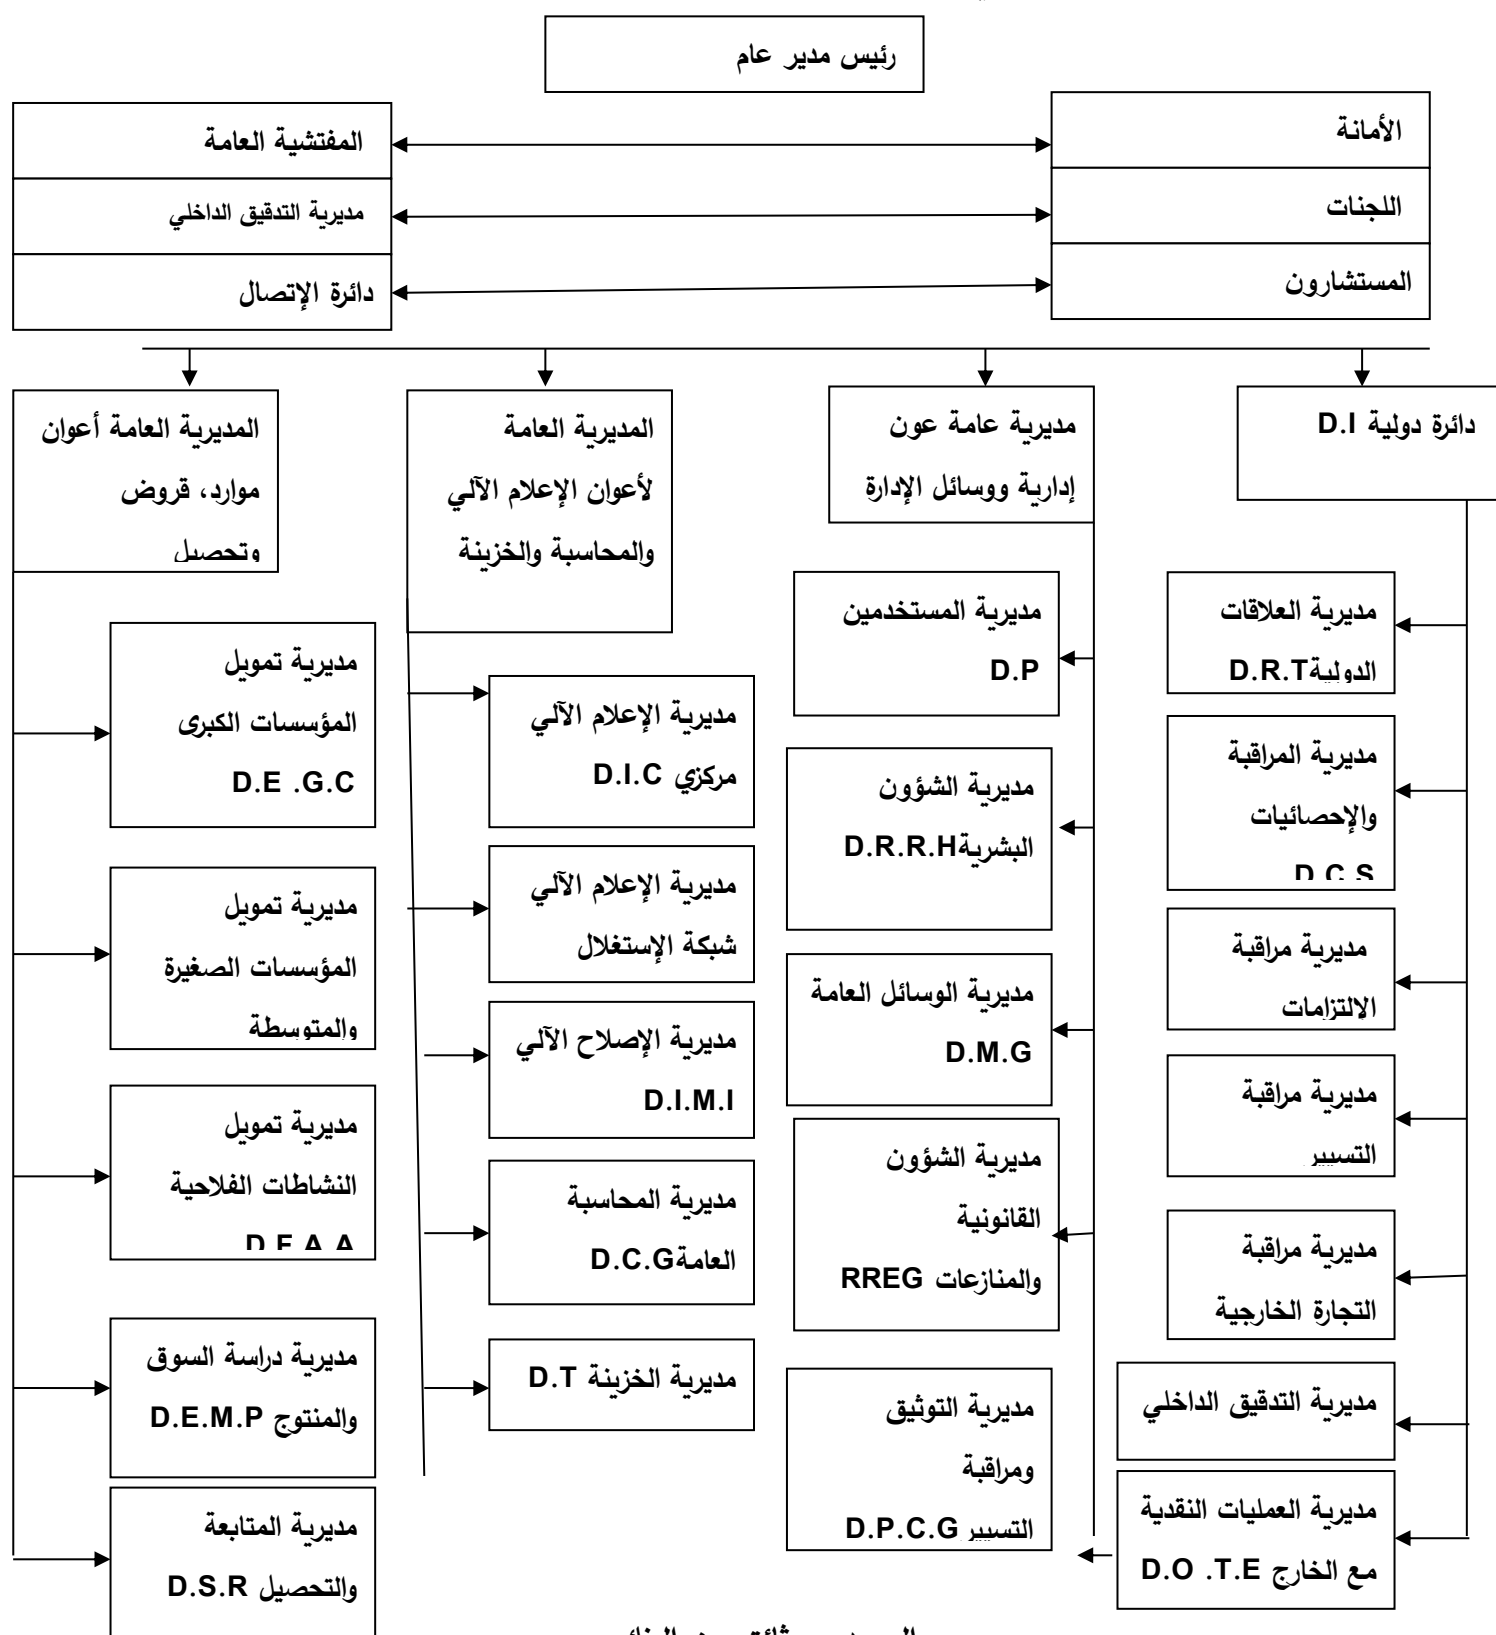 رئيس مدير عام
الأمانة
اللجنات
المستشارون
المفتشية العامة
مديرية التدقيق الداخلي
دائرة الإتصال
دائرة دولية D.I
مديرية عامة عون
إدارية ووسائل الإدارة
المديرية العامة
لأعوان الإعلام الآلي
والمحاسبة والخزينة
المديرية العامة أعوان
موارد، قروض
وتحصيل
مديرية العلاقات
الدوليةD.R.T
مديرية المراقبة
والإحصائيات
D.C.S
مديرية مراقبة
الالتزامات
مديرية مراقبة
التسيير
مديرية مراقبة
التجارة الخارجية
مديرية التدقيق الداخلي
مديرية العمليات النقدية
مع الخارج D.O .T.E
مديرية المستخدمين
D.P
مديرية الشؤون
البشريةD.R.R.H
مديرية الوسائل العامة
D.M.G
مديرية الشؤون
القانونية
والمنازعات RREG
مديرية التوثيق
ومراقبة
التسيير D.P.C.G
مديرية الإعلام الآلي
مركزي D.I.C
مديرية الإعلام الآلي
شبكة الإستغلال
مديرية الإصلاح الآلي
D.I.M.I
مديرية المحاسبة
العامةD.C.G
مديرية الخزينة D.T
مديرية تمويل
المؤسسات الكبرى
D.E .G.C
مديرية تمويل
المؤسسات الصغيرة
والمتوسطة
مديرية تمويل
النشاطات الفلاحية
مديرية دراسة السوق
والمنتوج D.E.M.P
مديرية المتابعة
والتحصيل D.S.R